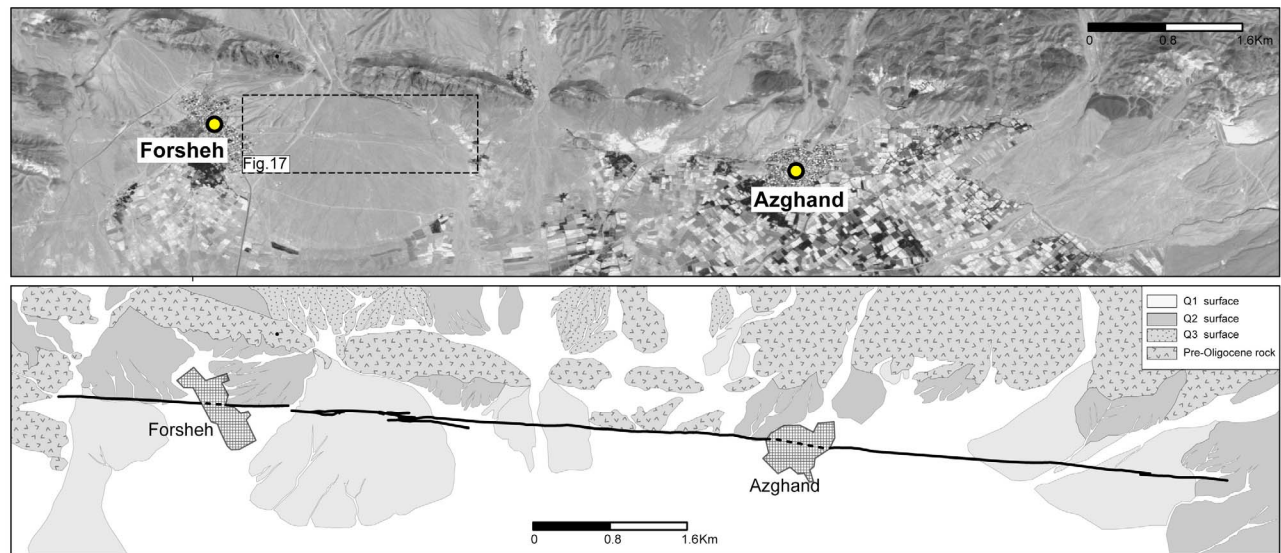 0 0.8 1.6Km
Forsheh
Fig.17
Azghand
Q1 surface
Q2 surface
Q3 surface
Pre-Oligocene rock
Forsheh
Azghand
0 0.8 1.6Km